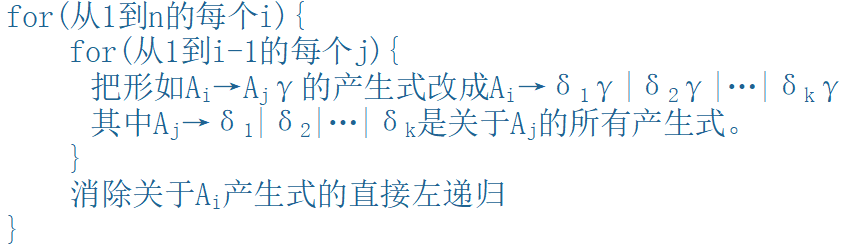 for(从1到n的每个i){
for(从1到i-1的每个j){
把形如Ai→Ajγ的产生式改成Ai→δ1γ|δ2γ|…|δkγ
其中Aj→δ1|δ2|…|δk是关于Aj的所有产生式。
}
消除关于Ai产生式的直接左递归
}